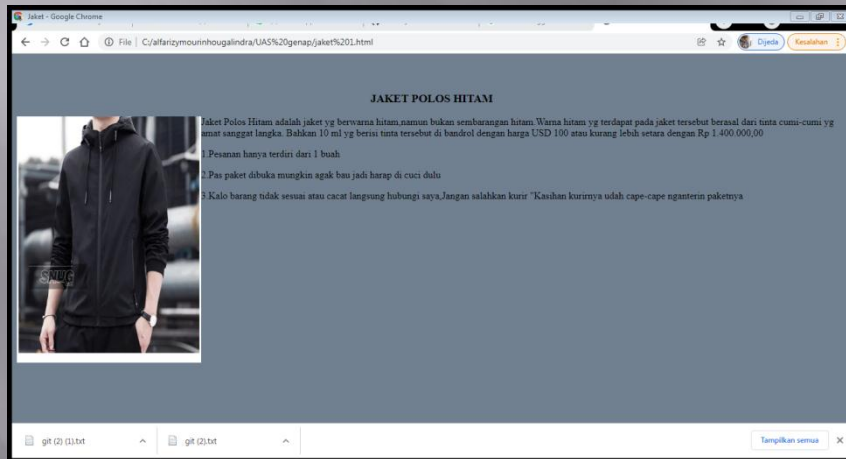 Jaket - Google Chrome
File C:/alfarizymourinhougalindra/UAS%20genap/jaket%201.html
Dijeda
Kesalahan
JAKET POLOS HITAM
Jaket Polos Hitam adalah jaket yg berwarna hitam,namun bukan sembarangan hitam.Warna hitam yg terdapat pada jaket tersebut berasal dari tinta cumi-cumi yg
amat sanggat langka. Bahkan 10 ml yg berisi tinta tersebut di bandrol dengan harga USD 100 atau kurang lebih setara dengan Rp 1.400.000,00
1.Pesanan hanya terdiri dari 1 buah
2.Pas paket dibuka mungkin agak bau jadi harap di cuci dulu
3.Kalo barang tidak sesuai atau cacat langsung hubungi saya,Jangan salahkan kurir "Kasihan kurirnya udah cape-cape nganterin paketnya
SNUG
git (2) (1).txt
git (2).txt
Tampilkan semua